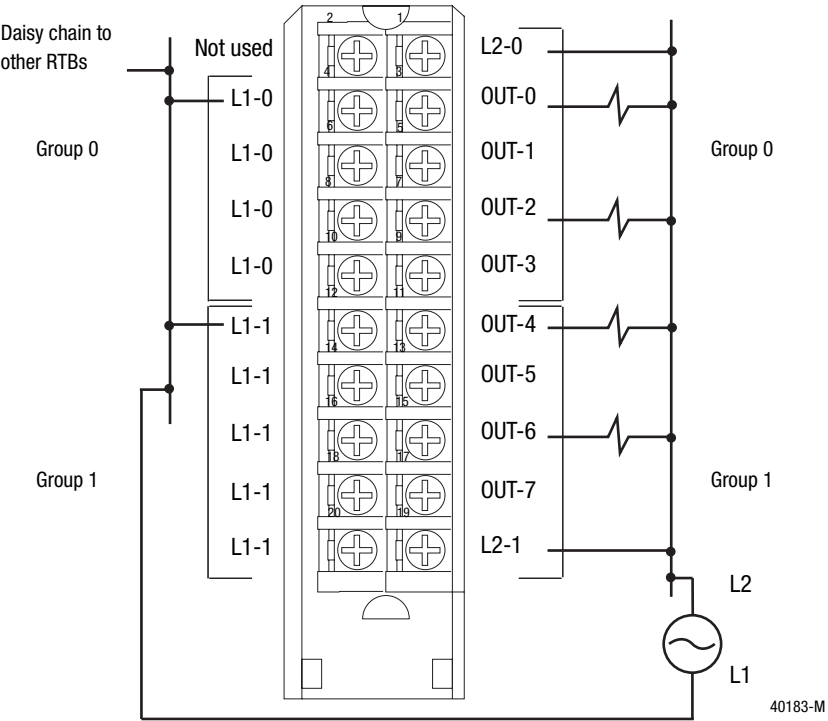 Daisy chain to
other RTBs
Not used
2 1
L2-0
L1-0
4 3
OUT-0
Group 0
L1-0
6 5
OUT-1
Group 0
L1-0
8 7
OUT-2
L1-0
10 9
OUT-3
L1-1
12 11
OUT-4
L1-1
14 13
OUT-5
L1-1
16 15
OUT-6
Group 1
L1-1
18 17
OUT-7
Group 1
L1-1
20 19
L2-1
L2
L1
40183-M